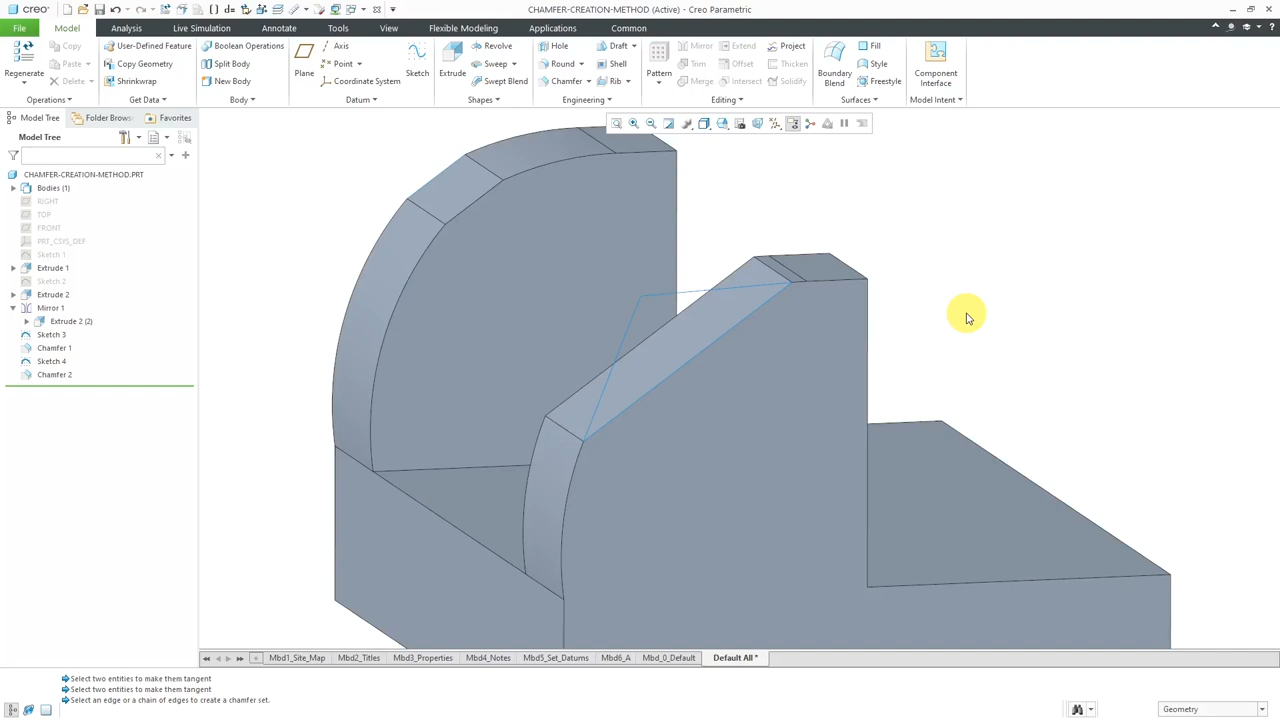 creo CHAMFER-CREATION-METHOD (Active) - Creo Parametric
File Model Analysis Live Simulation Annotate Tools View Flexible Modeling Applications Common
Copy User-Defined Feature Boolean Operations Axis Revolve Hole Draft Mirror Extend Project Fill
Paste Copy Geometry Split Body Point Sweep Round Shell Trim Offset Thicken Style
Regenerate Delete Shrinkwrap New Body Plane Coordinate System Sketch Extrude Swept Blend Chamfer Rib Pattern Merge Intersect Solidify Boundary Blend Freestyle Component Interface
Operations Get Data Body Datum Shapes Engineering Editing Surfaces Model Intent
Model Tree Folder Brows Favorites
Model Tree
CHAMFER-CREATION-METHOD.PRT
Bodies (1)
RIGHT
TOP
FRONT
PRT_CSYS_DEF
Sketch 1
Extrude 1
Sketch 2
Extrude 2
Mirror 1
Extrude 2 (2)
Sketch 3
Chamfer 1
Sketch 4
Chamfer 2
Mbd1_Site_Map Mbd2_Titles Mbd3_Properties Mbd4_Notes Mbd5_Set_Datums Mbd6_A Mbd_0_Default Default All *
Select two entities to make them tangent
Select two entities to make them tangent
Select an edge or a chain of edges to create a chamfer set.
Geometry